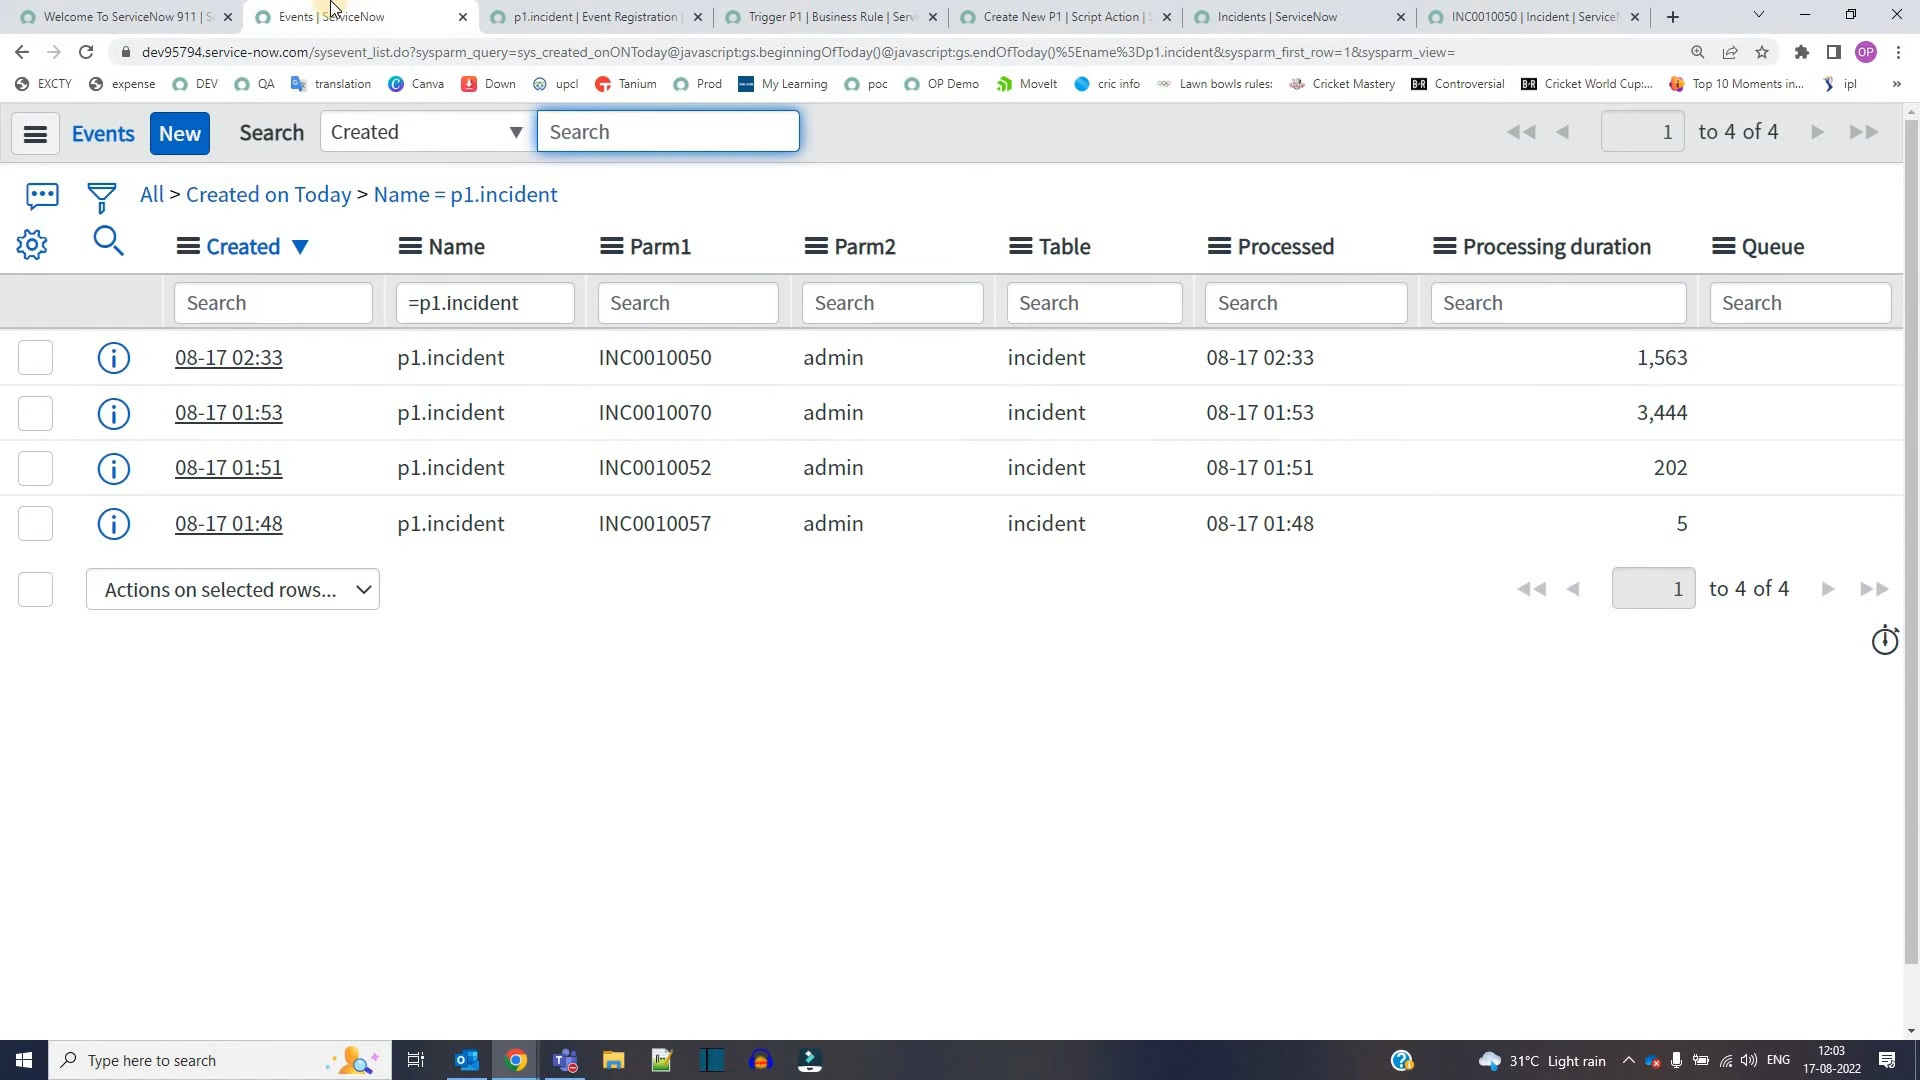 Welcome To ServiceNow 911 | S
Events | ServiceNow
p1.incident | Event Registration |
Trigger P1 | Business Rule | Servi
Create New P1 | Script Action | S
Incidents | ServiceNow
INC0010050 | Incident | ServiceN
dev95794.service-now.com/sysevent_list.do?sysparm_query=sys_created_onONToday@javascript:gs.beginningOfToday()@javascript:gs.endOfToday()%5Ename%3Dp1.incident&sysparm_first_row=1&sysparm_view=
OP
EXCTY expense DEV QA translation Canva Down upcl Tanium Prod My Learning poc OP Demo MoveIt cric info Lawn bowls rules: Cricket Mastery B·R Controversial B·R Cricket World Cup:... Top 10 Moments in... ipl »
Events New Search Created Search 1 to 4 of 4
All > Created on Today > Name = p1.incident
Created Name Parm1 Parm2 Table Processed Processing duration Queue
Search =p1.incident Search Search Search Search Search Search
08-17 02:33 p1.incident INC0010050 admin incident 08-17 02:33 1,563
08-17 01:53 p1.incident INC0010070 admin incident 08-17 01:53 3,444
08-17 01:51 p1.incident INC0010052 admin incident 08-17 01:51 202
08-17 01:48 p1.incident INC0010057 admin incident 08-17 01:48 5
Actions on selected rows... 1 to 4 of 4
Type here to search
31°C Light rain ENG
12:03
17-08-2022